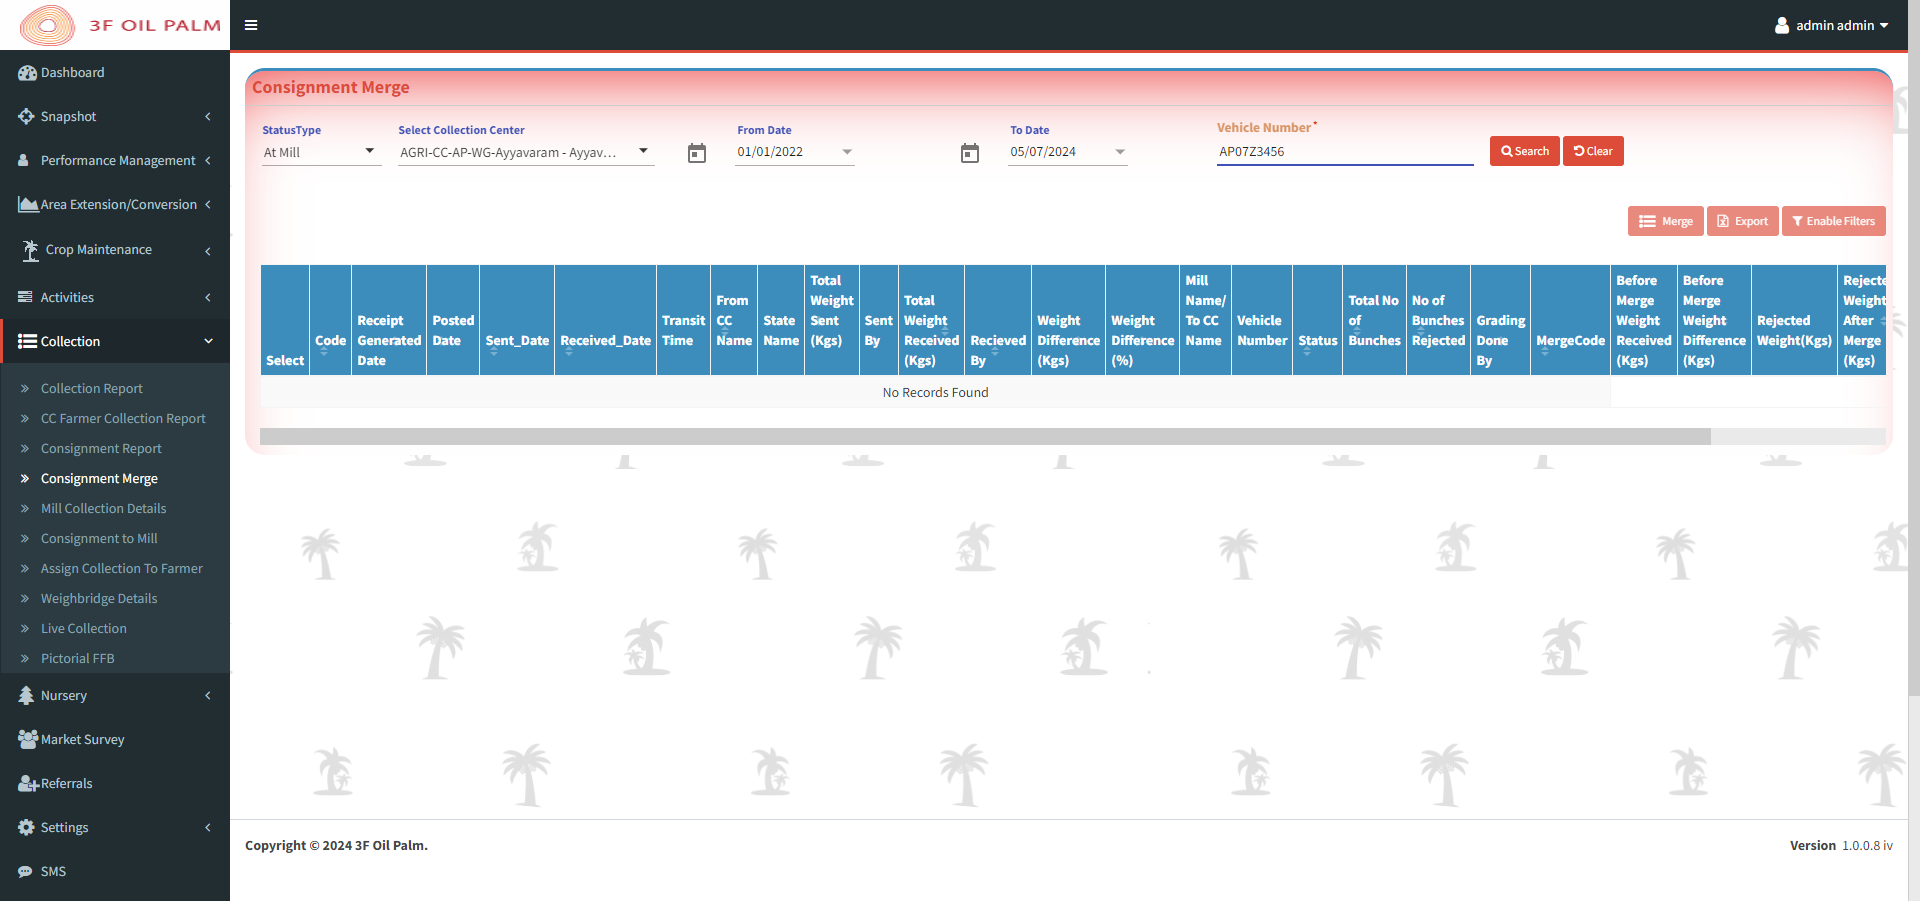 3F OIL PALM
admin admin
Dashboard
Snapshot
Performance Management
Area Extension/Conversion
Crop Maintenance
Activities
Collection
Collection Report
CC Farmer Collection Report
Consignment Report
Consignment Merge
Mill Collection Details
Consignment to Mill
Assign Collection To Farmer
Weighbridge Details
Live Collection
Pictorial FFB
Nursery
Market Survey
Referrals
Settings
SMS
Consignment Merge
StatusType
At Mill
Select Collection Center
AGRI-CC-AP-WG-Ayyavaram - Ayyav...
From Date
01/01/2022
To Date
05/07/2024
Vehicle Number *
AP07Z3456
Search
Clear
Merge
Export
Enable Filters
Select
Code
Receipt
Generated
Date
Posted
Date
Sent_Date
Received_Date
Transit
Time
From
CC
Name
State
Name
Total
Weight
Sent
(Kgs)
Sent
By
Total
Weight
Received
(Kgs)
Recieved
By
Weight
Difference
(Kgs)
Weight
Difference
(%)
Mill
Name/
To CC
Name
Vehicle
Number
Status
Total No
of
Bunches
No of
Bunches
Rejected
Grading
Done
By
MergeCode
Before
Merge
Weight
Received
(Kgs)
Before
Merge
Weight
Difference
(Kgs)
Rejected
Weight(Kgs)
Rejecte
Weight
After
Merge
(Kgs)
No Records Found
Copyright © 2024 3F Oil Palm.
Version 1.0.0.8 iv